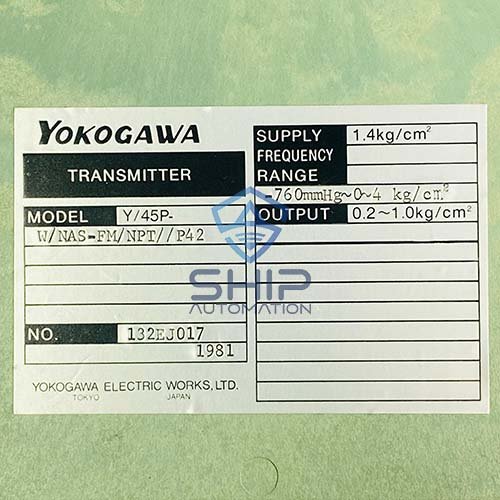 YOKOGAWA
TRANSMITTER
MODEL Y/45P-
W/NAS-FM/NPT//P42
NO. 132EJ017
1981
YOKOGAWA ELECTRIC WORKS, LTD.
TOKYO JAPAN
SUPPLY 1.4kg/cm²
FREQUENCY
RANGE
-760mmHg~0~4 kg/cm²
OUTPUT 0.2~1.0kg/cm²
SHIP
AUTOMATION